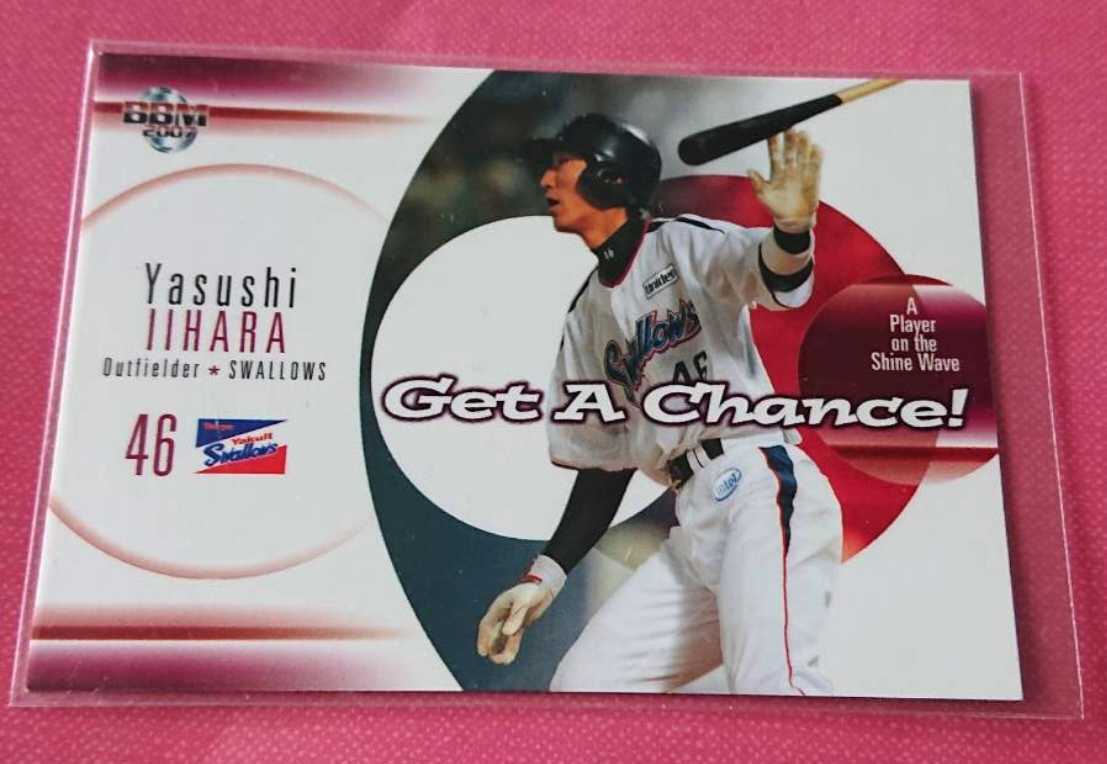 BBM
2007
Yasushi
IIHARA
Outfielder * SWALLOWS
46
Tokyo
Yakult
Swallows
Swallows
46
Get A Chance!
intel
A
Player
on the
Shine Wave